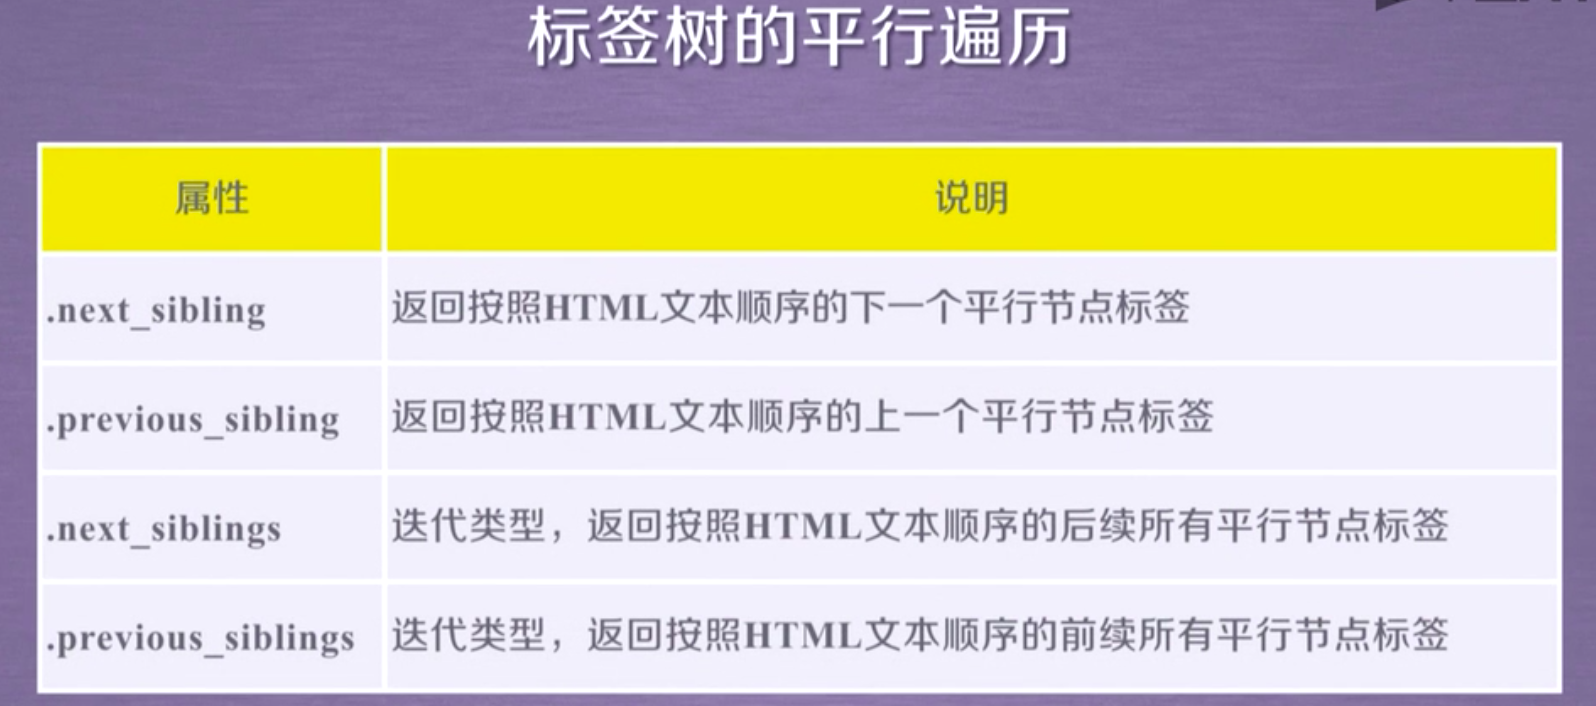 标签树的平行遍历
属性 说明
.next_sibling 返回按照HTML文本顺序的下一个平行节点标签
.previous_sibling 返回按照HTML文本顺序的上一个平行节点标签
.next_siblings 迭代类型，返回按照HTML文本顺序的后续所有平行节点标签
.previous_siblings 迭代类型，返回按照HTML文本顺序的前续所有平行节点标签